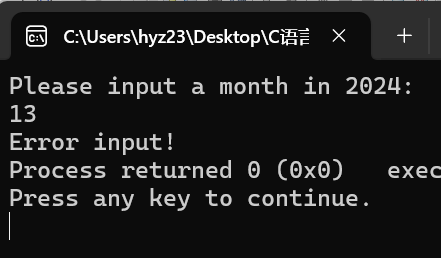 C:\Users\hyz23\Desktop\C语言
Please input a month in 2024:
13
Error input!
Process returned 0 (0x0)   exec
Press any key to continue.